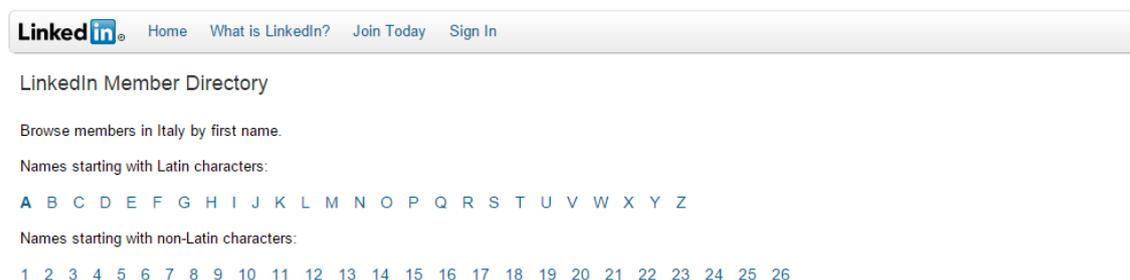 Linked in ® Home What is LinkedIn? Join Today Sign In
LinkedIn Member Directory
Browse members in Italy by first name.
Names starting with Latin characters:
A B C D E F G H I J K L M N O P Q R S T U V W X Y Z
Names starting with non-Latin characters:
1 2 3 4 5 6 7 8 9 10 11 12 13 14 15 16 17 18 19 20 21 22 23 24 25 26